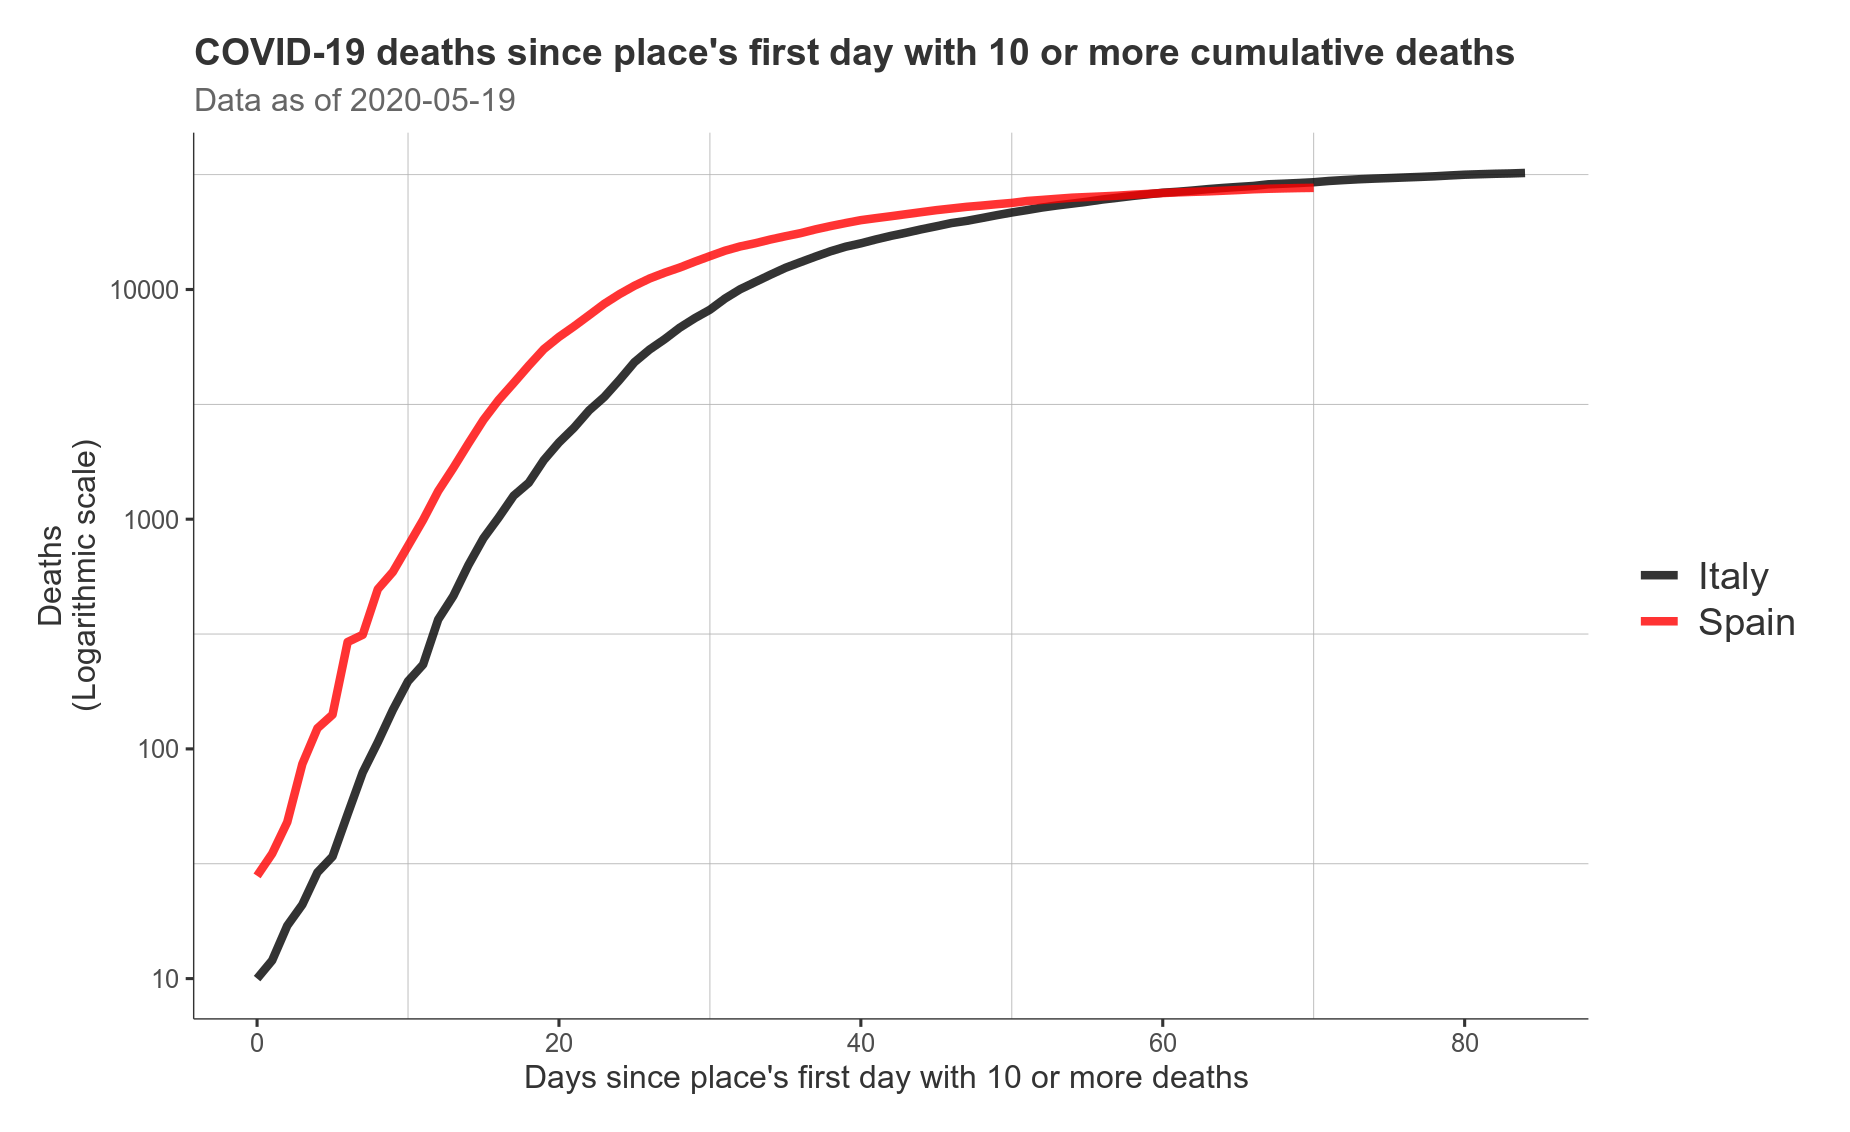 COVID-19 deaths since place's first day with 10 or more cumulative deaths
Data as of 2020-05-19
Deaths
(Logarithmic scale)
10000
1000
100
10
0
20
40
60
80
Days since place's first day with 10 or more deaths
Italy
Spain